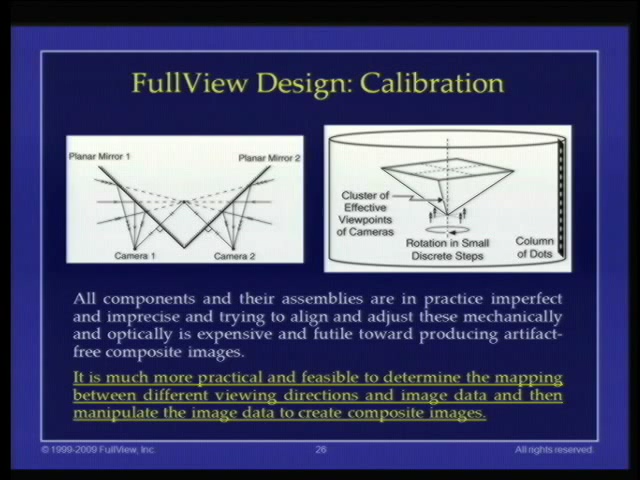 FullView Design: Calibration
Planar Mirror 1
Planar Mirror 2
Camera 1
Camera 2
Cluster of
Effective
Viewpoints
of Cameras
Rotation in Small
Discrete Steps
Column
of Dots
All components and their assemblies are in practice imperfect
and imprecise and trying to align and adjust these mechanically
and optically is expensive and futile toward producing artifact-
free composite images.
It is much more practical and feasible to determine the mapping
between different viewing directions and image data and then
manipulate the image data to create composite images.
© 1999-2009 FullView, Inc.
26
All rights reserved.